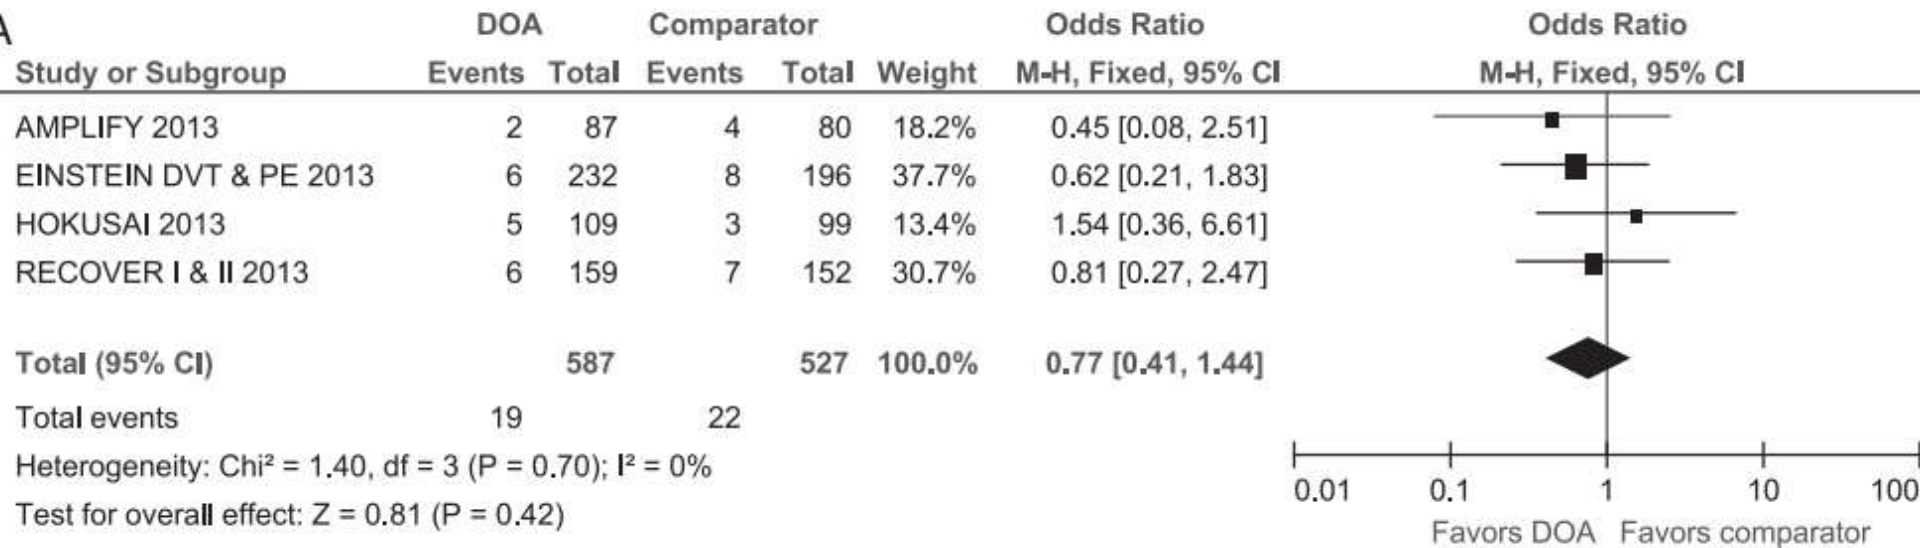 A
DOA Comparator Odds Ratio Odds Ratio
Study or Subgroup Events Total Events Total Weight M-H, Fixed, 95% CI M-H, Fixed, 95% CI
AMPLIFY 2013 2 87 4 80 18.2% 0.45 [0.08, 2.51]
EINSTEIN DVT & PE 2013 6 232 8 196 37.7% 0.62 [0.21, 1.83]
HOKUSAI 2013 5 109 3 99 13.4% 1.54 [0.36, 6.61]
RECOVER I & II 2013 6 159 7 152 30.7% 0.81 [0.27, 2.47]
Total (95% CI) 587 527 100.0% 0.77 [0.41, 1.44]
Total events 19 22
Heterogeneity: Chi² = 1.40, df = 3 (P = 0.70); I² = 0%
Test for overall effect: Z = 0.81 (P = 0.42)
0.01 0.1 1 10 100
Favors DOA Favors comparator